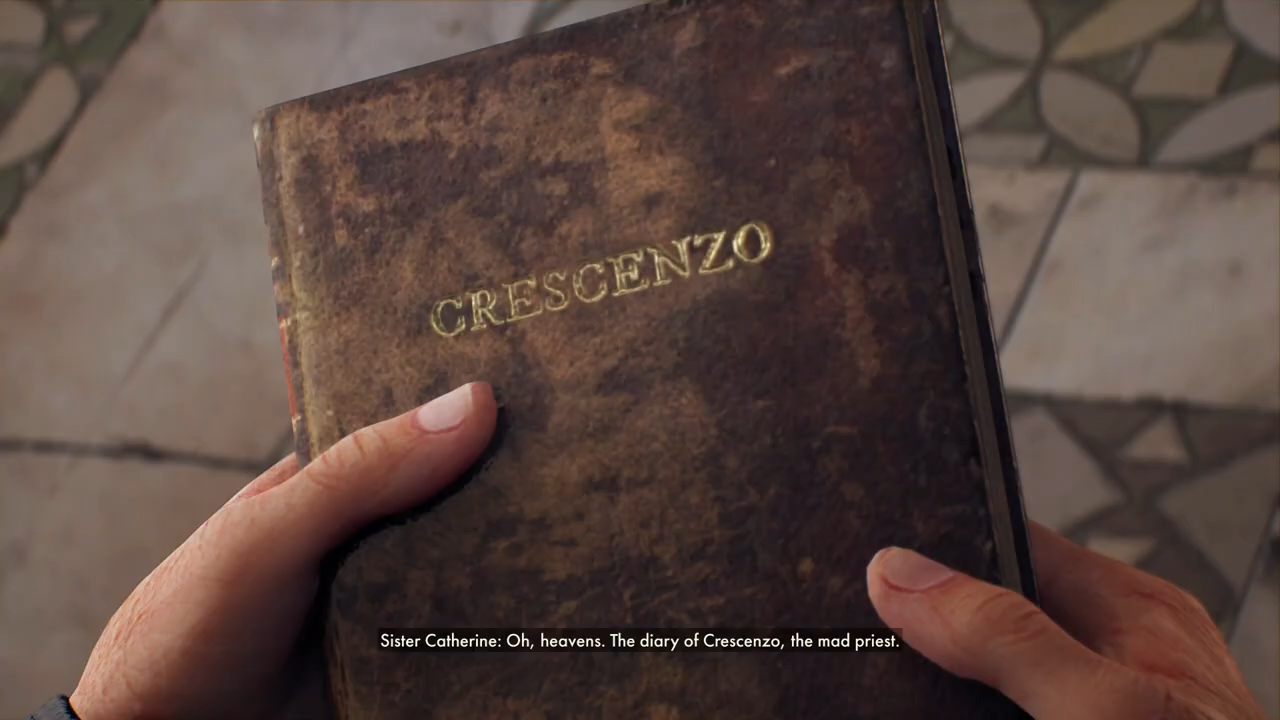 CRESCENZO
Sister Catherine: Oh, heavens. The diary of Crescenzo, the mad priest.